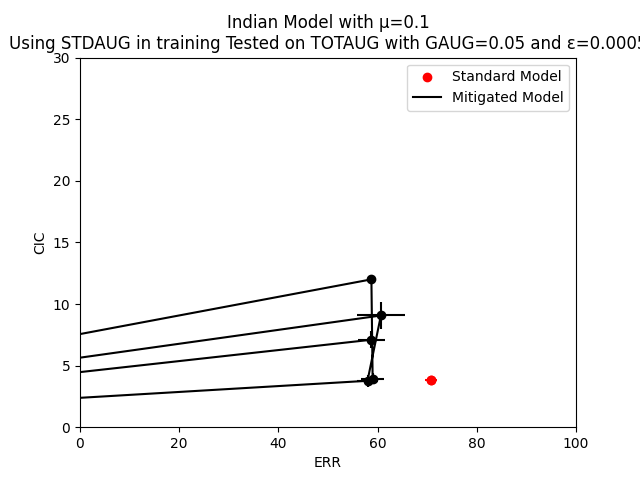 Indian Model with μ=0.1
Using STDAUG in training Tested on TOTAUG with GAUG=0.05 and ε=0.0005
Standard Model
Mitigated Model
30
25
20
15
10
5
0
CIC
0 20 40 60 80 100
ERR